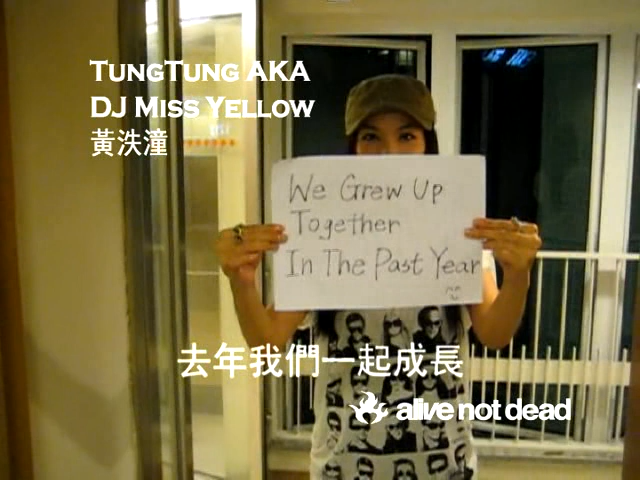 TungTung AKA
DJ Miss Yellow
黃泆潼
We Grew Up
Together
In The Past Year
去年我們一起成長
alive not dead